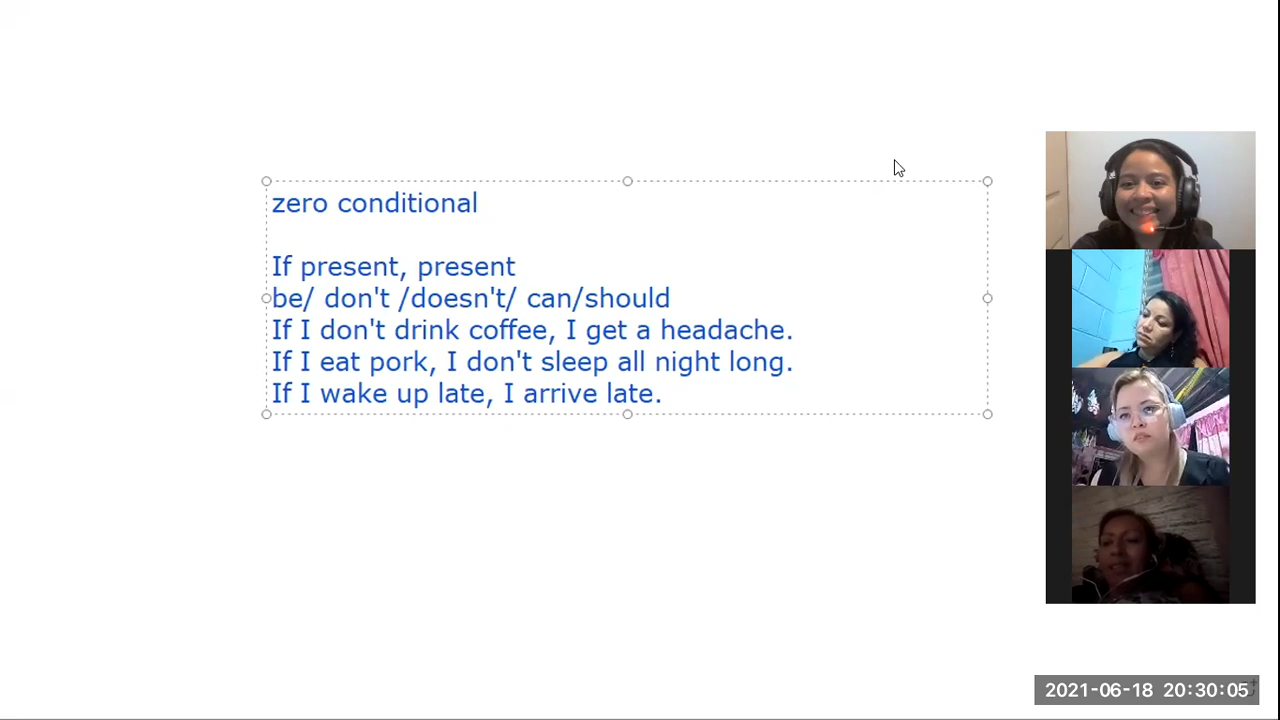 zero conditional
If present, present
be/ don't /doesn't/ can/should
If I don't drink coffee, I get a headache.
If I eat pork, I don't sleep all night long.
If I wake up late, I arrive late.
2021-06-18 20:30:05